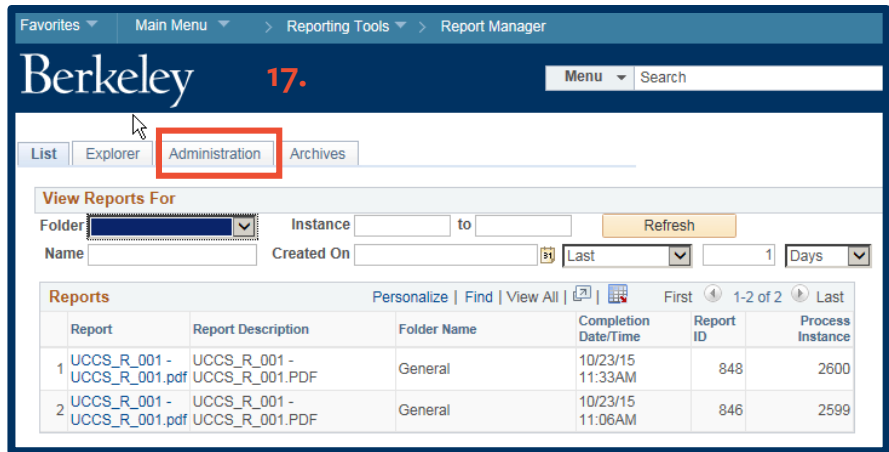 Favorites Main Menu > Reporting Tools > Report Manager
Berkeley 17. Menu Search
List Explorer Administration Archives
View Reports For
Folder Instance to Refresh
Name Created On 31 Last 1 Days
Reports Personalize | Find | View All | | First 1-2 of 2 Last
Report Report Description Folder Name Completion Date/Time Report ID Process Instance
1 UCCS_R_001 - UCCS_R_001.pdf UCCS_R_001 - UCCS_R_001.PDF General 10/23/15 11:33AM 848 2600
2 UCCS_R_001 - UCCS_R_001.pdf UCCS_R_001 - UCCS_R_001.PDF General 10/23/15 11:06AM 846 2599